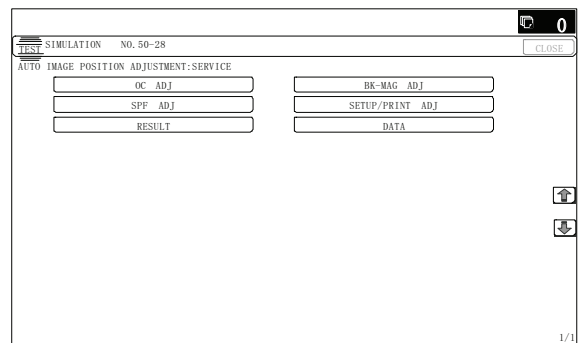 0
TEST SIMULATION NO.50-28 CLOSE
AUTO IMAGE POSITION ADJUSTMENT:SERVICE
OC ADJ BK-MAG ADJ
SPF ADJ SETUP/PRINT ADJ
RESULT DATA
1/1